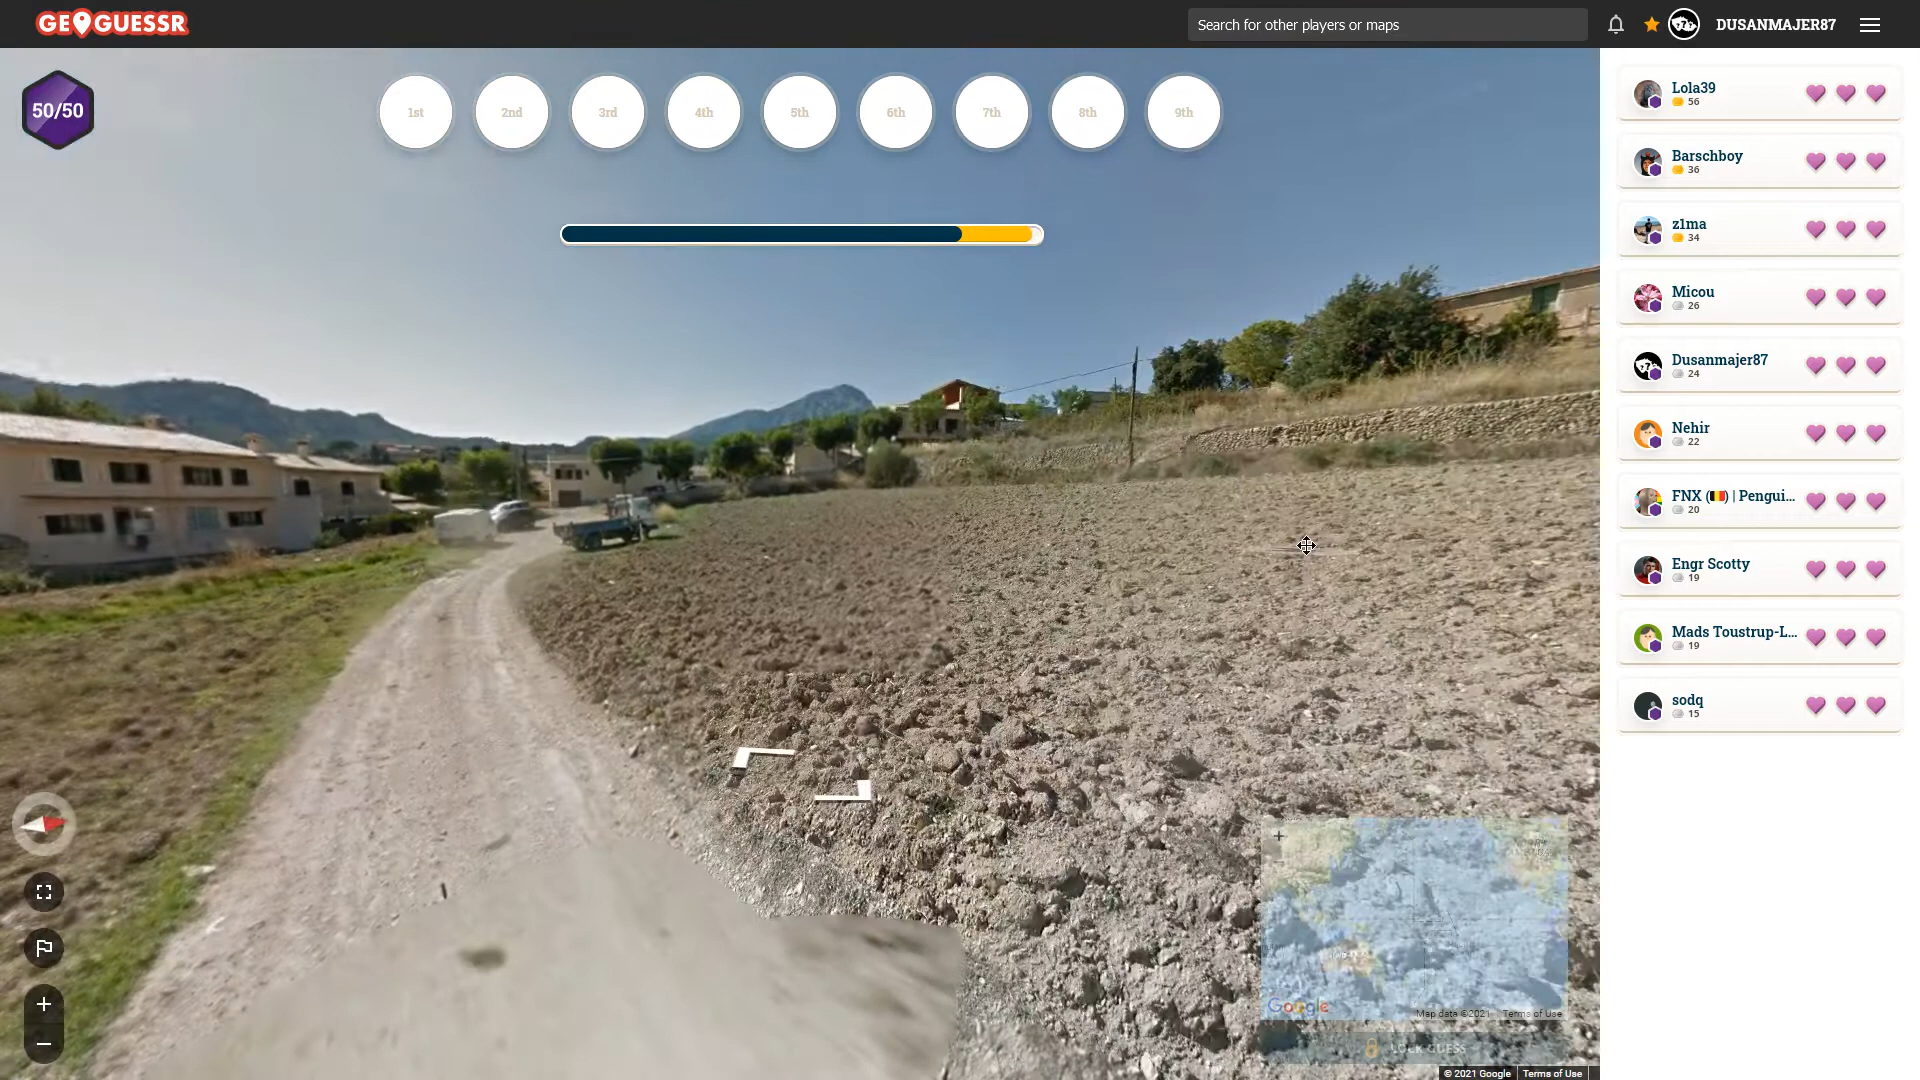 GEOGUESSR
Search for other players or maps
DUSANMAJER87
50/50
1st
2nd
3rd
4th
5th
6th
7th
8th
9th
Lola39
56
Barschboy
36
z1ma
34
Micou
26
Dusanmajer87
24
Nehir
22
FNX (🇧🇪) | Pengui...
20
Engr Scotty
19
Mads Toustrup-L...
19
sodq
15
+
−
+
Google
Map data ©2021
Terms of Use
LOCK GUESS
© 2021 Google
Terms of Use